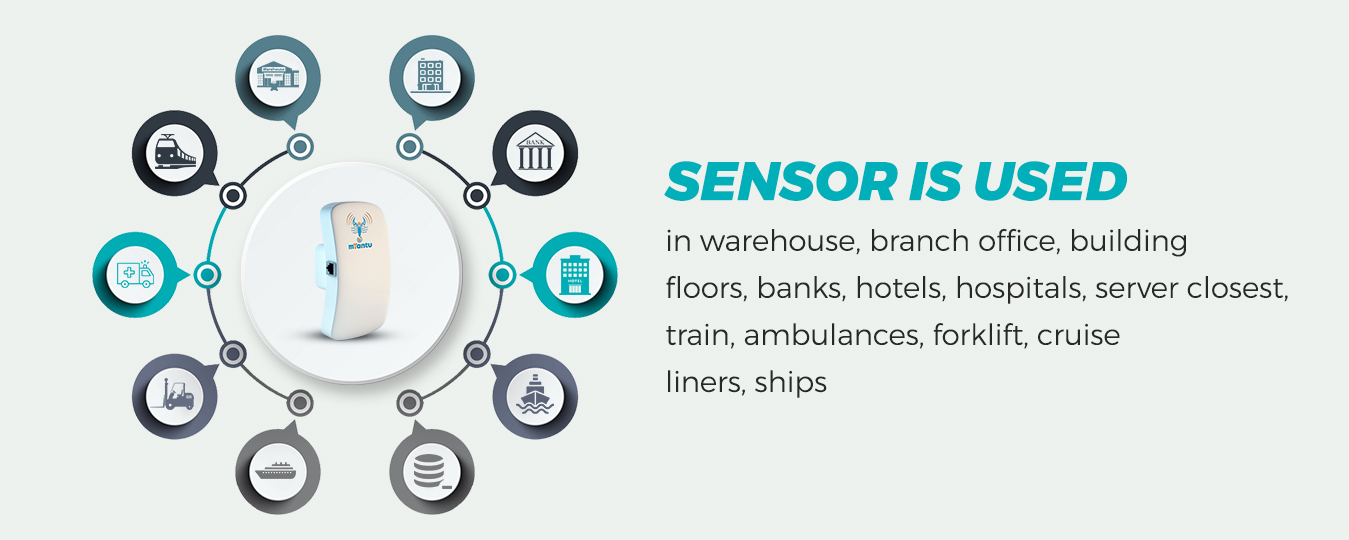 WAREHOUSE
BANK
HOTEL
SENSOR IS USED
in warehouse, branch office, building
floors, banks, hotels, hospitals, server closest,
train, ambulances, forklift, cruise
liners, ships